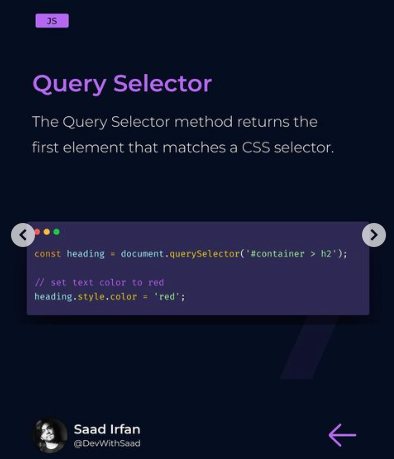 JS
Query Selector
The Query Selector method returns the
first element that matches a CSS selector.
const heading = document.querySelector('#container > h2');
// set text color to red
heading.style.color = 'red';
Saad Irfan
@DevWithSaad